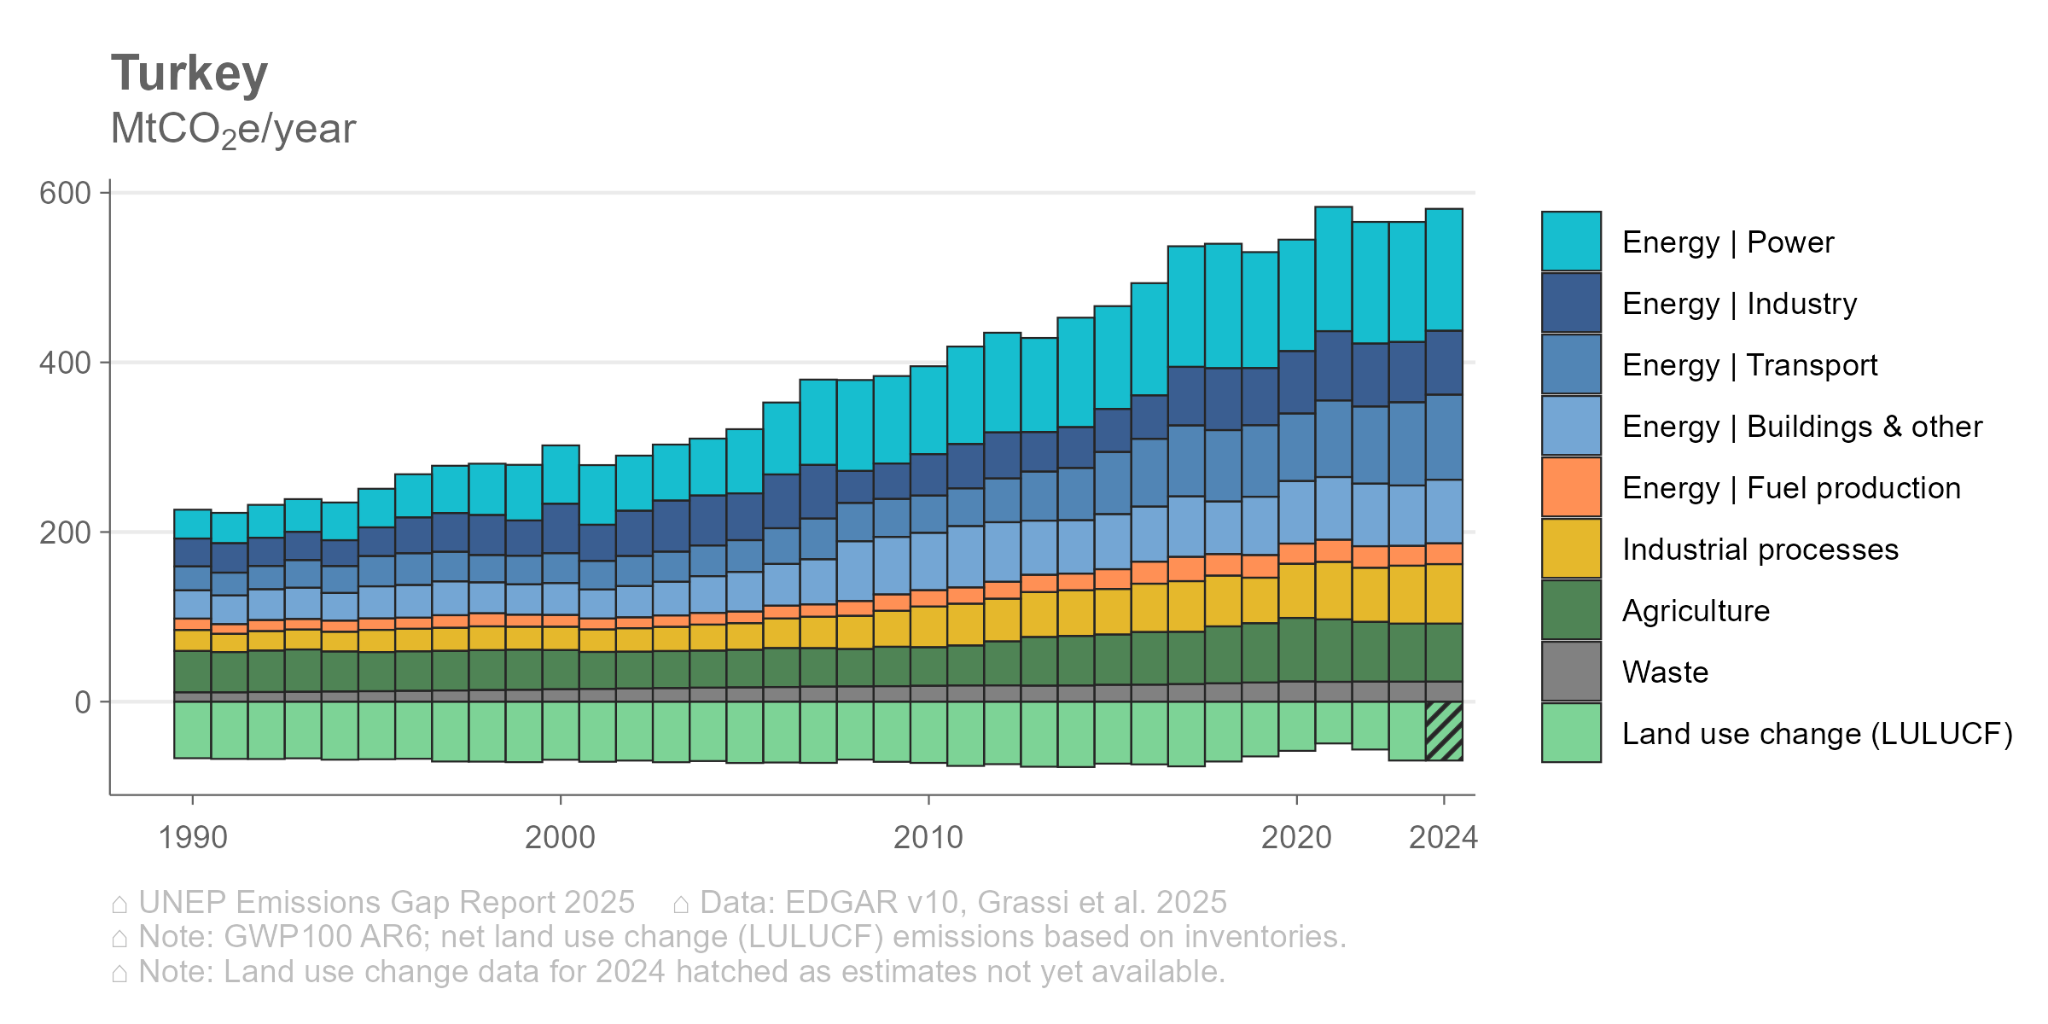 Turkey
MtCO₂e/year
600
400
200
0
1990 2000 2010 2020 2024
Energy | Power
Energy | Industry
Energy | Transport
Energy | Buildings & other
Energy | Fuel production
Industrial processes
Agriculture
Waste
Land use change (LULUCF)
⌂ UNEP Emissions Gap Report 2025 ⌂ Data: EDGAR v10, Grassi et al. 2025
⌂ Note: GWP100 AR6; net land use change (LULUCF) emissions based on inventories.
⌂ Note: Land use change data for 2024 hatched as estimates not yet available.